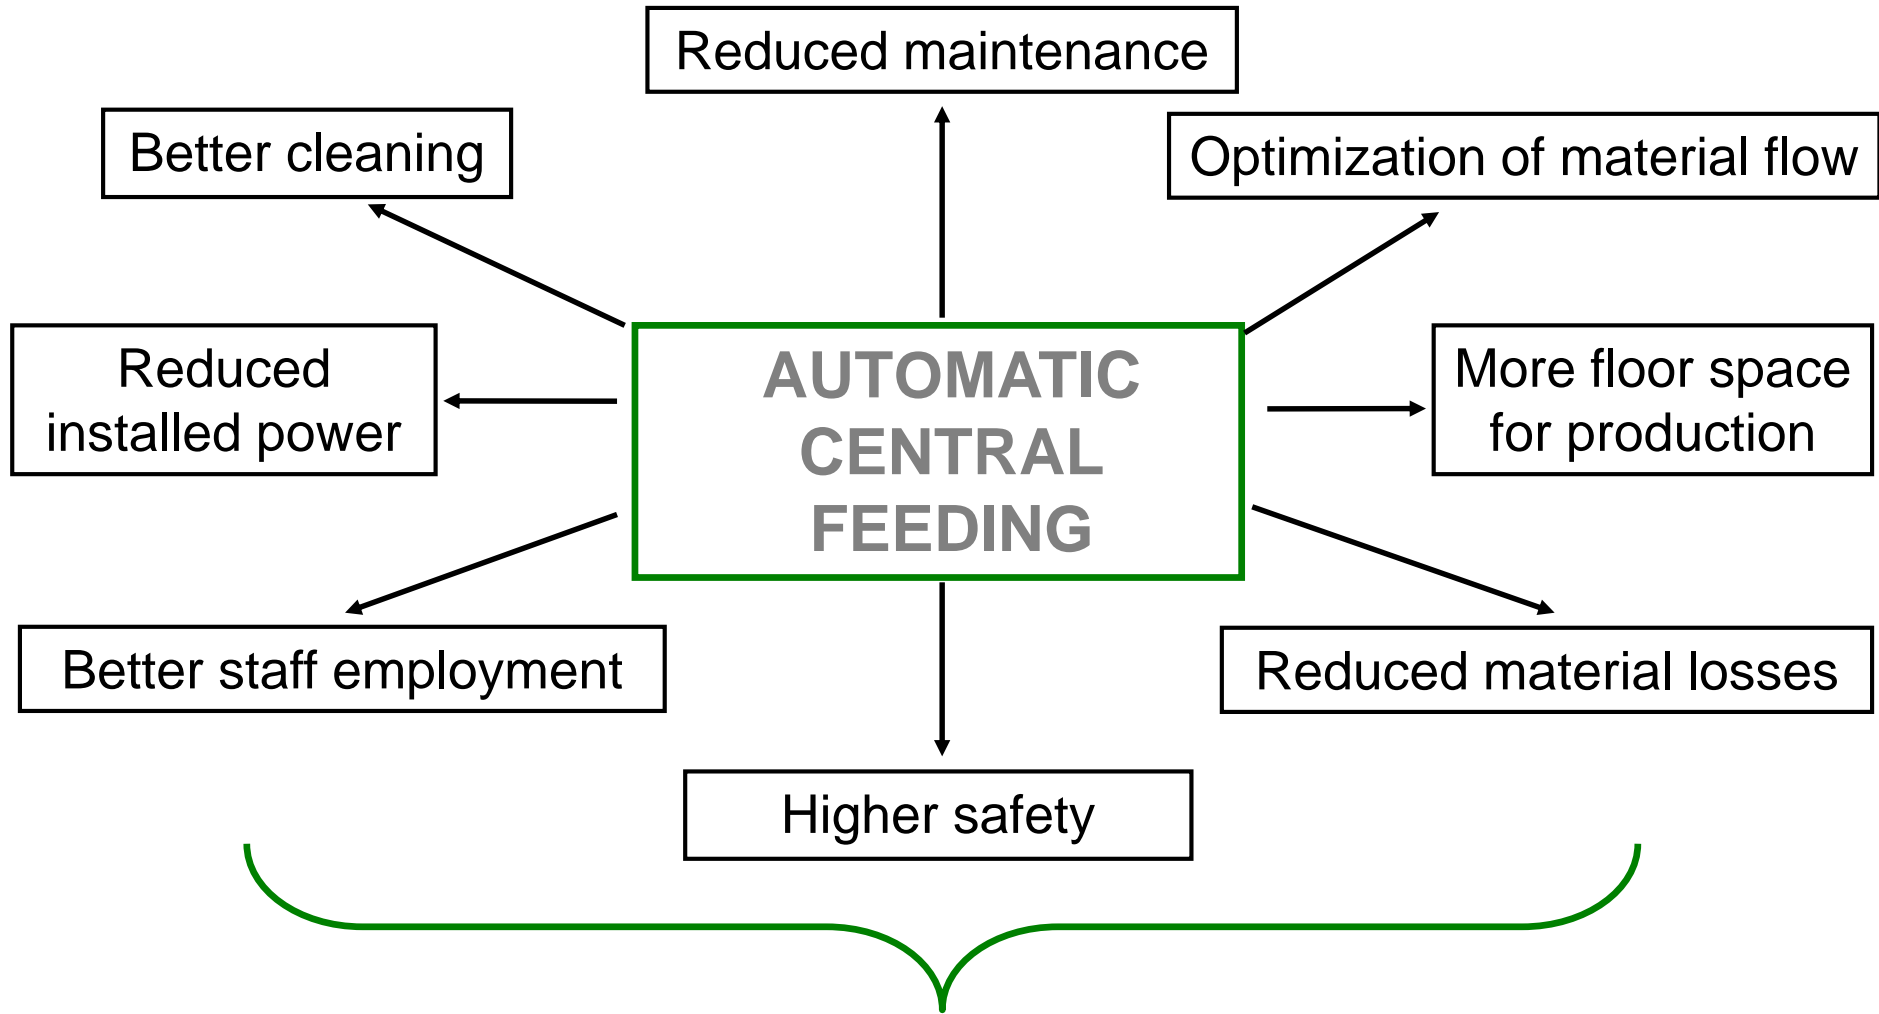 Reduced maintenance
Better cleaning
Optimization of material flow
Reduced
installed power
AUTOMATIC
CENTRAL
FEEDING
More floor space
for production
Better staff employment
Reduced material losses
Higher safety